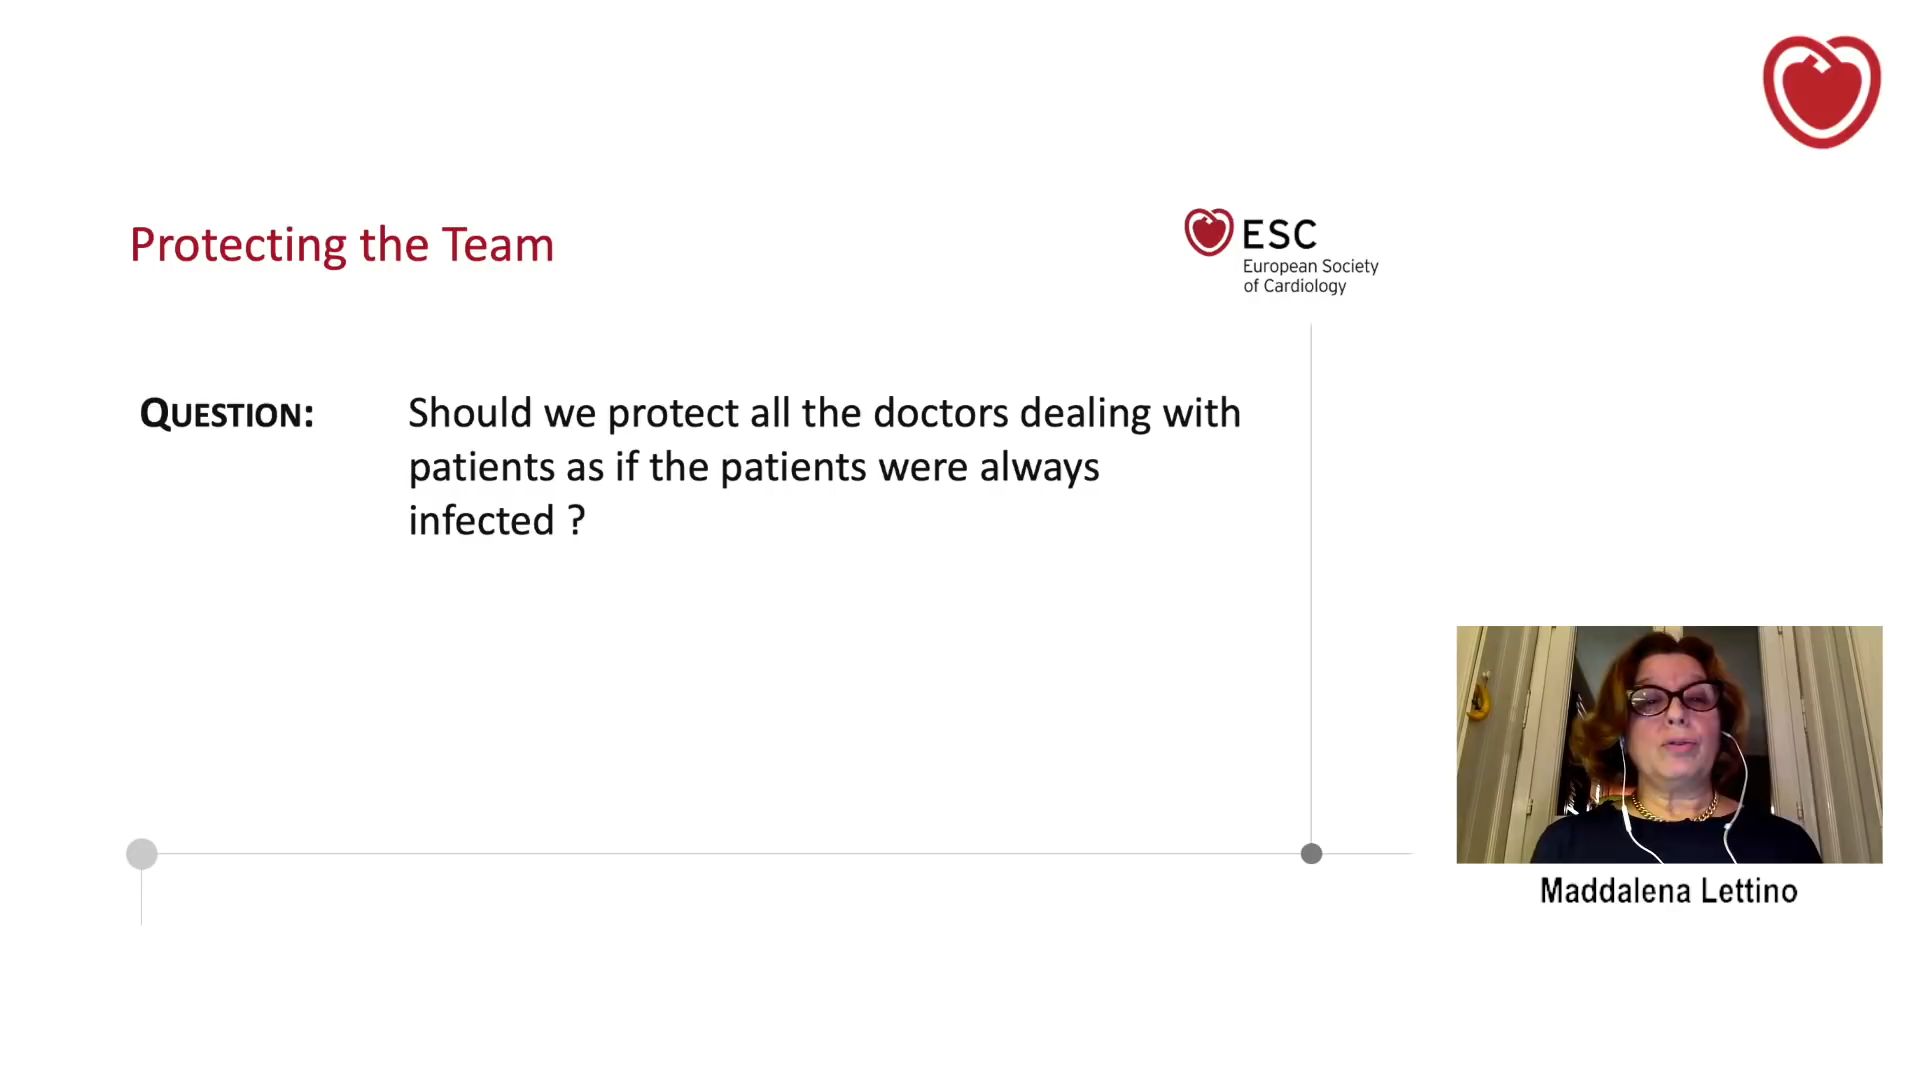 Protecting the Team
ESC
European Society
of Cardiology
QUESTION:
Should we protect all the doctors dealing with
patients as if the patients were always
infected ?
Maddalena Lettino